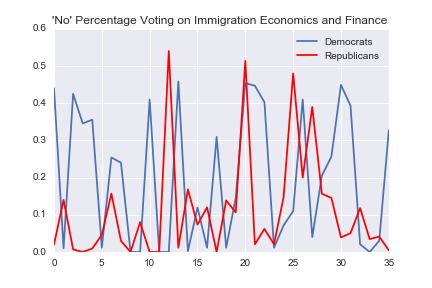 'No' Percentage Voting on Immigration Economics and Finance
0.6
Democrats
Republicans
0.5
0.4
0.3
0.2
0.1
0.0
0 5 10 15 20 25 30 35